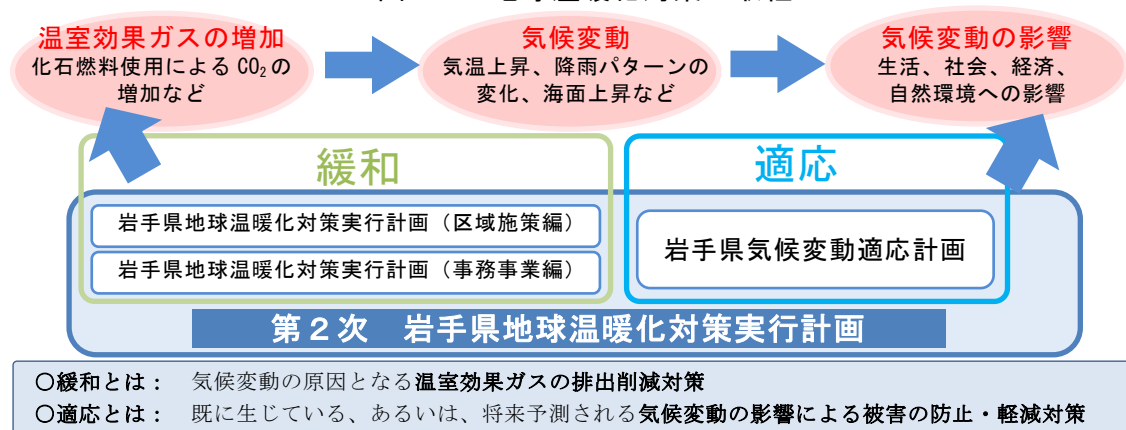 温室効果ガスの増加
化石燃料使用による CO₂の
増加など
気候変動
気温上昇、降雨パターンの
変化、海面上昇など
気候変動の影響
生活、社会、経済、
自然環境への影響
緩和
適応
岩手県地球温暖化対策実行計画（区域施策編）
岩手県地球温暖化対策実行計画（事務事業編）
岩手県気候変動適応計画
第２次　岩手県地球温暖化対策実行計画
〇緩和とは：　気候変動の原因となる温室効果ガスの排出削減対策
〇適応とは：　既に生じている、あるいは、将来予測される気候変動の影響による被害の防止・軽減対策